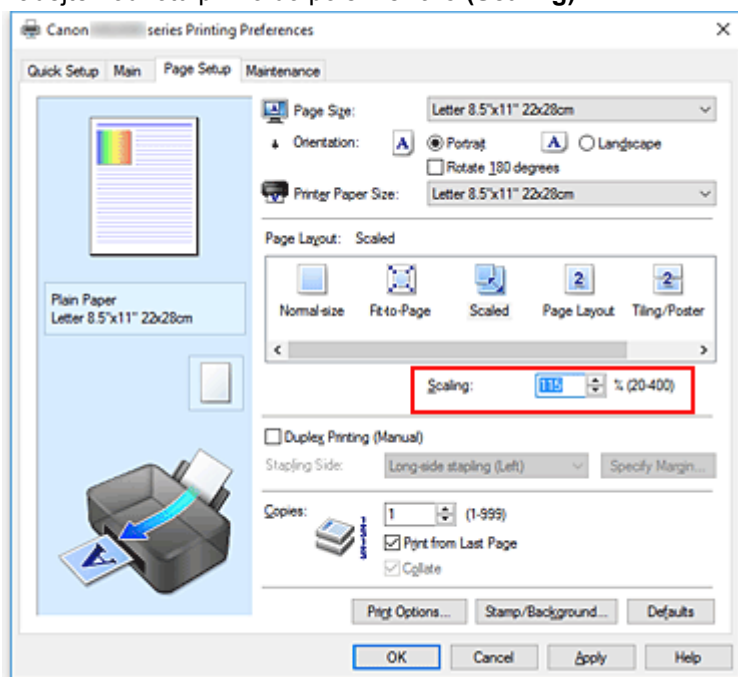 (Scaling)
Canon series Printing Preferences
Quick Setup Main Page Setup Maintenance
Page Size: Letter 8.5"x11" 22x28cm
Orientation: A Portrait A Landscape
Rotate 180 degrees
Printer Paper Size: Letter 8.5"x11" 22x28cm
Page Layout: Scaled
2 2
Normal-size Fit-to-Page Scaled Page Layout Tiling/Poster
Plain Paper
Letter 8.5"x11" 22x28cm
Scaling: 115 % (20-400)
Duplex Printing (Manual)
Stapling Side: Long-side stapling (Left) Specify Margin...
Copies: 1 (1-999)
Print from Last Page
Collate
A
Print Options... Stamp/Background... Defaults
OK Cancel Apply Help